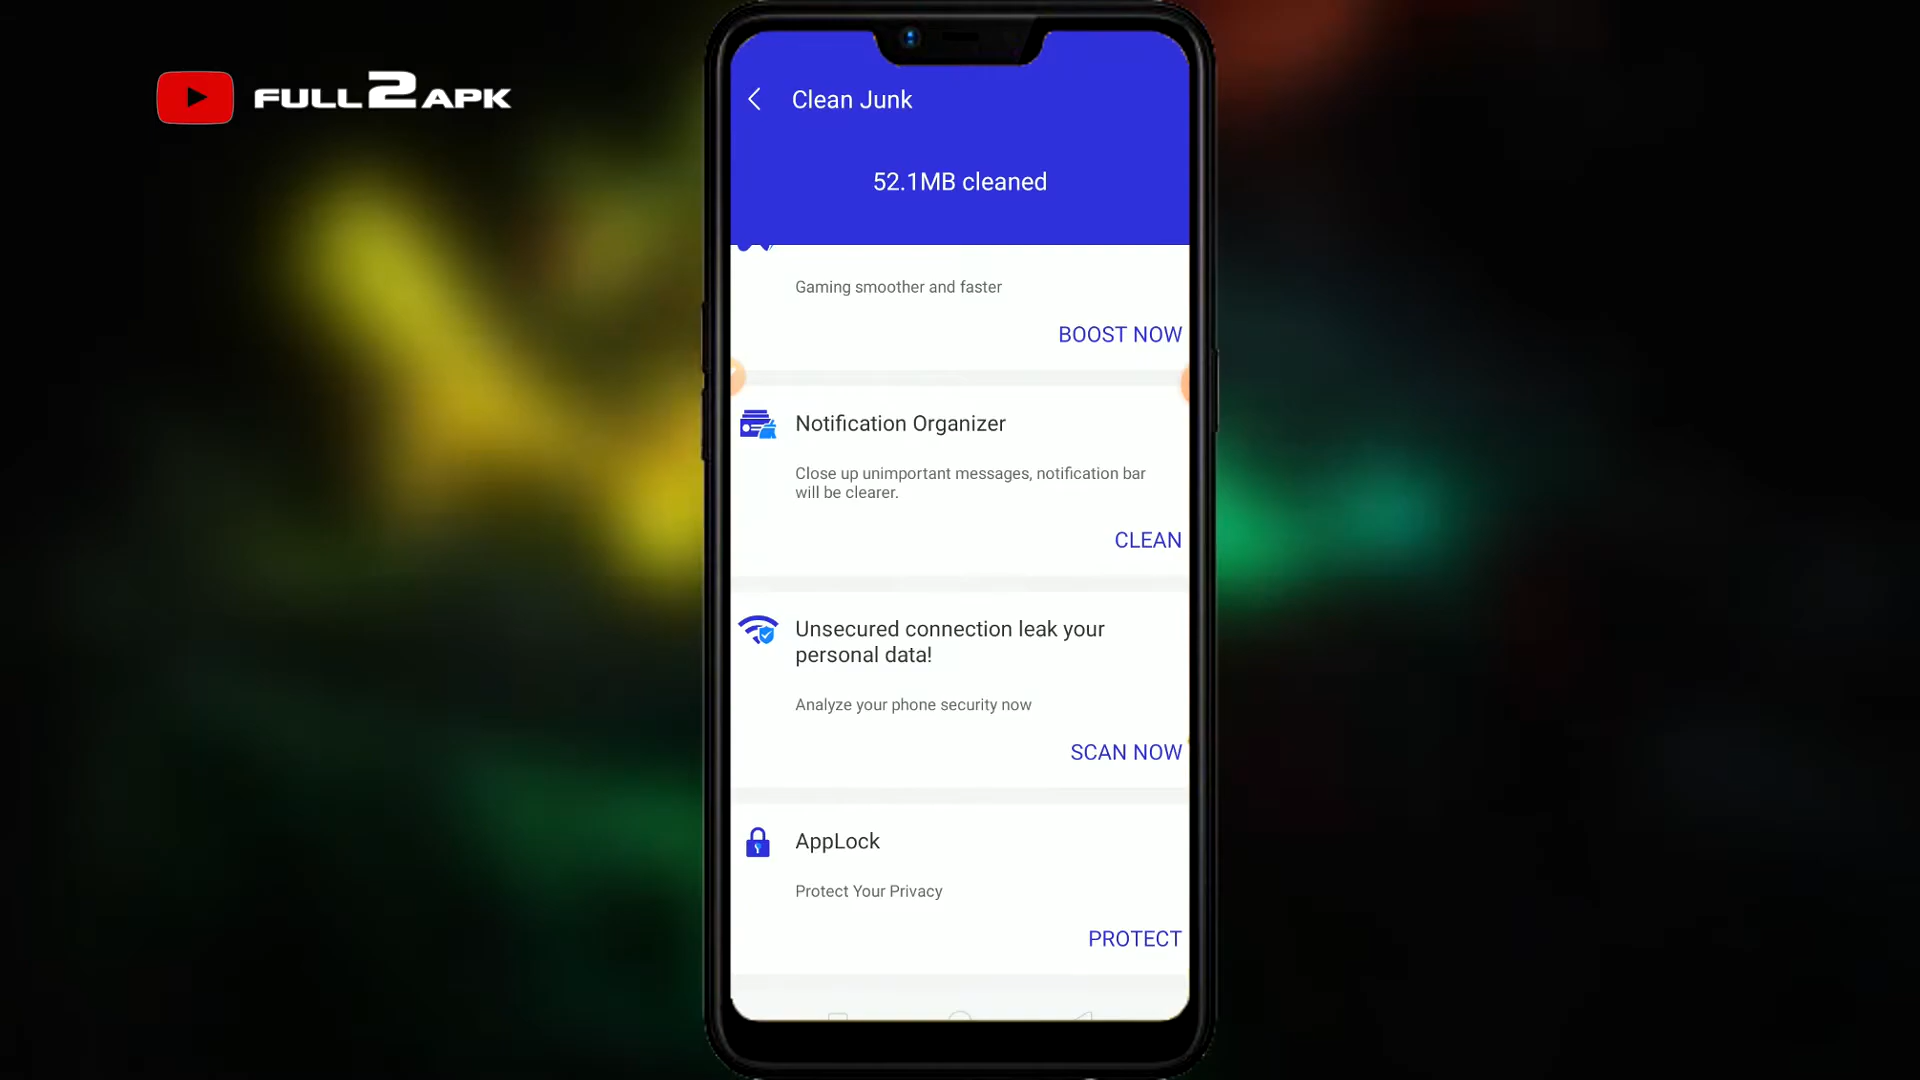 FULL2APK
Clean Junk
52.1MB cleaned
Gaming smoother and faster
BOOST NOW
Notification Organizer
Close up unimportant messages, notification bar
will be clearer.
CLEAN
Unsecured connection leak your
personal data!
Analyze your phone security now
SCAN NOW
AppLock
Protect Your Privacy
PROTECT